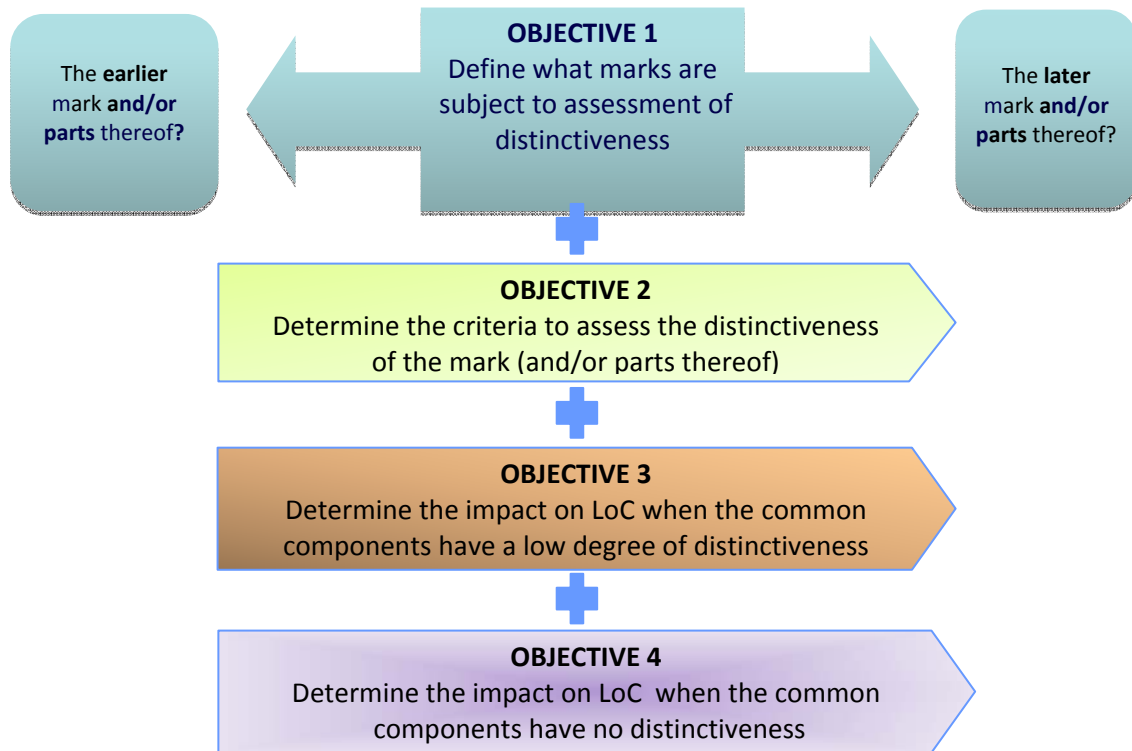 The earlier
mark and/or
parts thereof?
OBJECTIVE 1
Define what marks are
subject to assessment of
distinctiveness
The later
mark and/or
parts thereof?
OBJECTIVE 2
Determine the criteria to assess the distinctiveness
of the mark (and/or parts thereof)
OBJECTIVE 3
Determine the impact on LoC when the common
components have a low degree of distinctiveness
OBJECTIVE 4
Determine the impact on LoC when the common
components have no distinctiveness